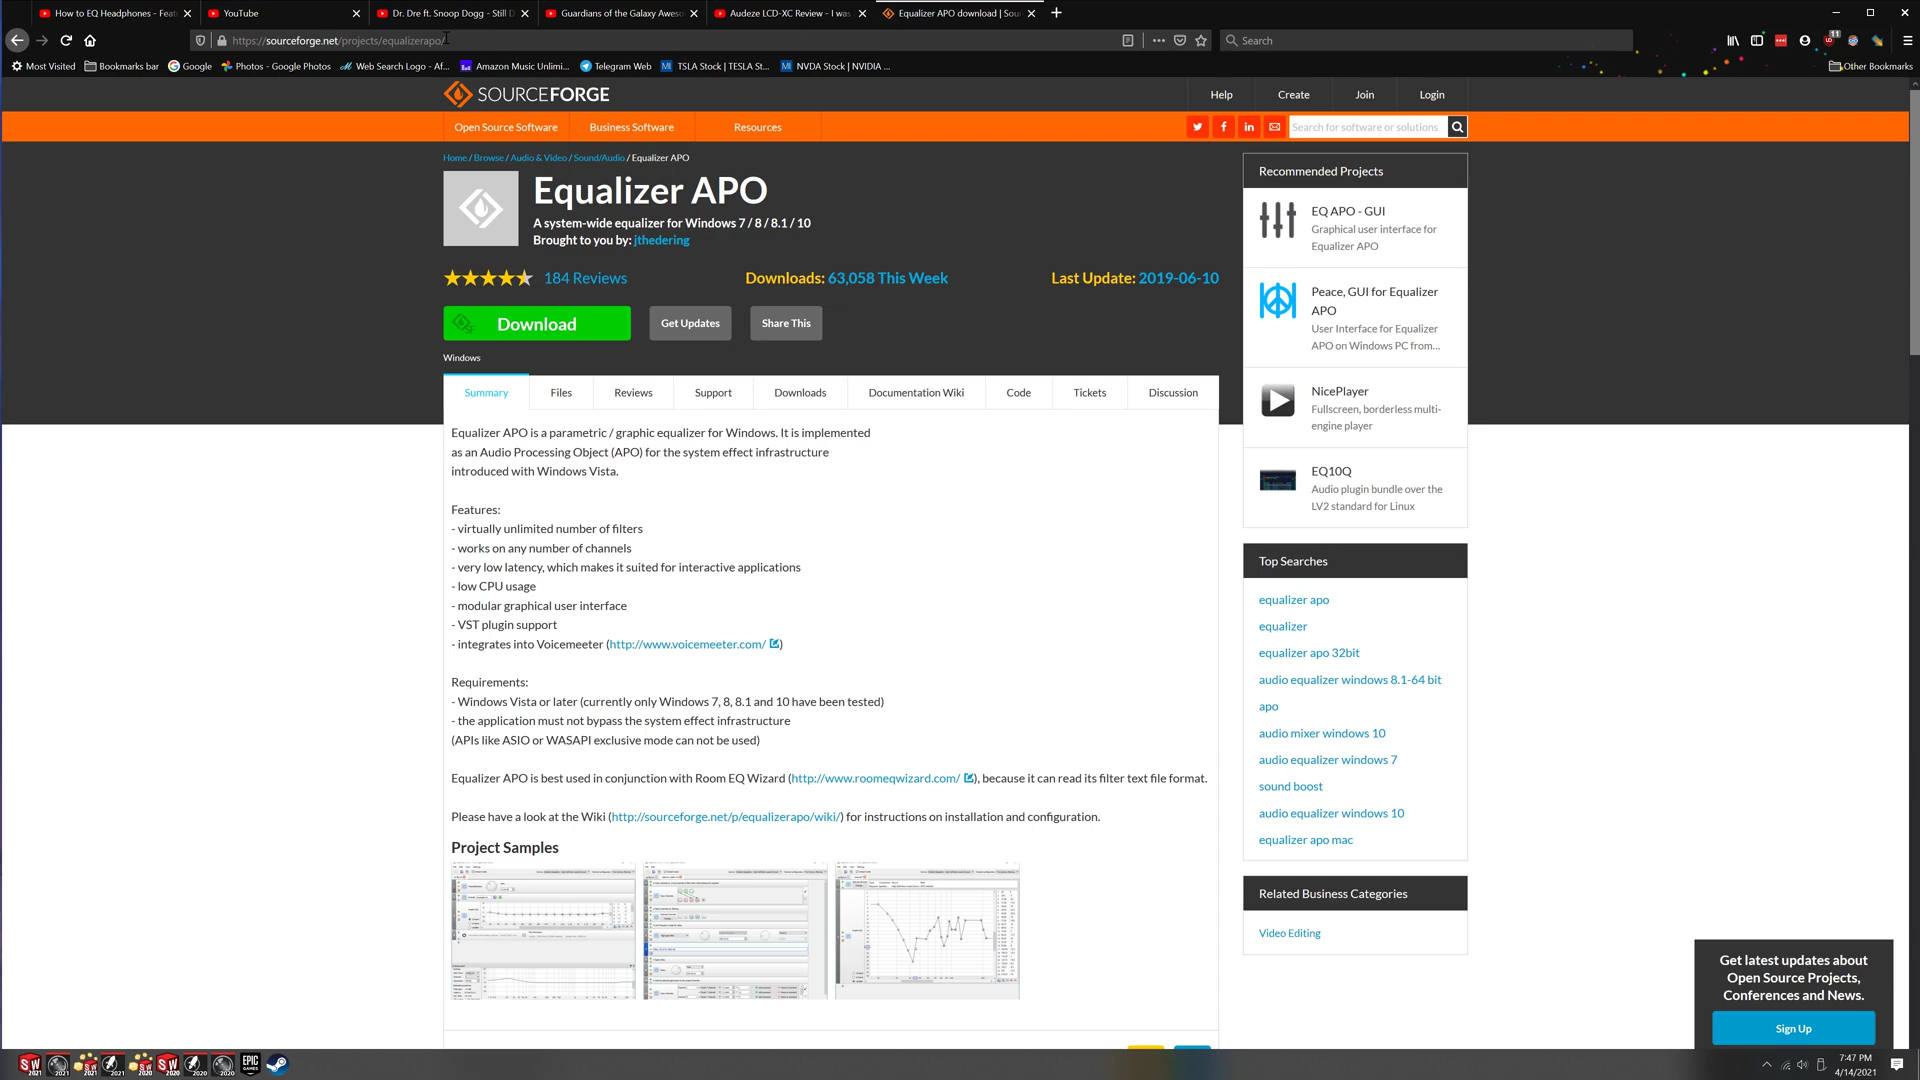 How to EQ Headphones - Feat
YouTube
Dr. Dre ft. Snoop Dogg - Still D
Guardians of the Galaxy Aweso
Audeze LCD-XC Review - I was
Equalizer APO download | Sou
https://sourceforge.net/projects/equalizerapo/
Search
11
Most Visited
Bookmarks bar
Google
Photos - Google Photos
Web Search Logo - Af...
Amazon Music Unlimi...
Telegram Web
TSLA Stock | TESLA St...
NVDA Stock | NVIDIA ...
Other Bookmarks
SOURCEFORGE
Help
Create
Join
Login
Open Source Software
Business Software
Resources
Search for software or solutions
Home / Browse / Audio & Video / Sound/Audio / Equalizer APO
Equalizer APO
A system-wide equalizer for Windows 7 / 8 / 8.1 / 10
Brought to you by: jthedering
184 Reviews
Downloads: 63,058 This Week
Last Update: 2019-06-10
Download
Get Updates
Share This
Windows
Summary
Files
Reviews
Support
Downloads
Documentation Wiki
Code
Tickets
Discussion
Equalizer APO is a parametric / graphic equalizer for Windows. It is implemented
as an Audio Processing Object (APO) for the system effect infrastructure
introduced with Windows Vista.
Features:
- virtually unlimited number of filters
- works on any number of channels
- very low latency, which makes it suited for interactive applications
- low CPU usage
- modular graphical user interface
- VST plugin support
- integrates into Voicemeeter (http://www.voicemeeter.com/ )
Requirements:
- Windows Vista or later (currently only Windows 7, 8, 8.1 and 10 have been tested)
- the application must not bypass the system effect infrastructure
(APIs like ASIO or WASAPI exclusive mode can not be used)
Equalizer APO is best used in conjunction with Room EQ Wizard (http://www.roomeqwizard.com/ ), because it can read its filter text file format.
Please have a look at the Wiki (http://sourceforge.net/p/equalizerapo/wiki/) for instructions on installation and configuration.
Project Samples
Recommended Projects
EQ APO - GUI
Graphical user interface for
Equalizer APO
Peace, GUI for Equalizer
APO
User Interface for Equalizer
APO on Windows PC from...
NicePlayer
Fullscreen, borderless multi-
engine player
EQ10Q
Audio plugin bundle over the
LV2 standard for Linux
Top Searches
equalizer apo
equalizer
equalizer apo 32bit
audio equalizer windows 8.1-64 bit
apo
audio mixer windows 10
audio equalizer windows 7
sound boost
audio equalizer windows 10
equalizer apo mac
Related Business Categories
Video Editing
Get latest updates about
Open Source Projects,
Conferences and News.
Sign Up
SW 2021
2021
2021
2021
2020
SW 2020
2020
2020
EPIC GAMES
7:47 PM
4/14/2021